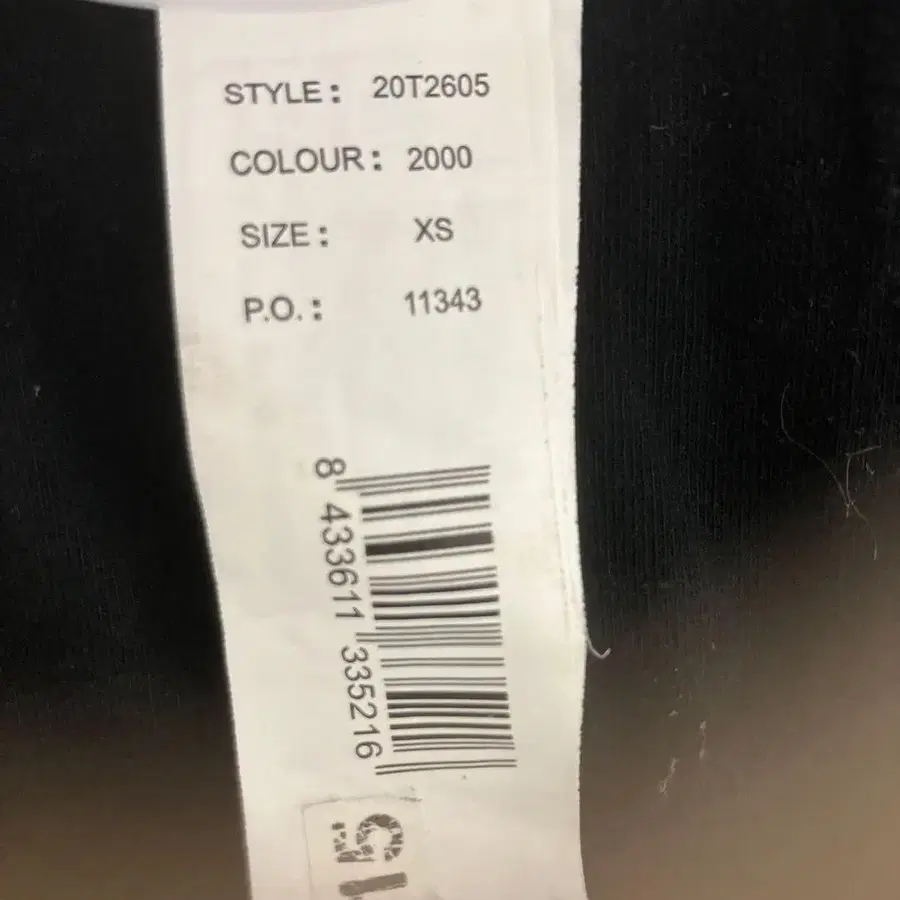 STYLE: 20T2605
COLOUR: 2000
SIZE: XS
P.O.: 11343
8 433611 335216